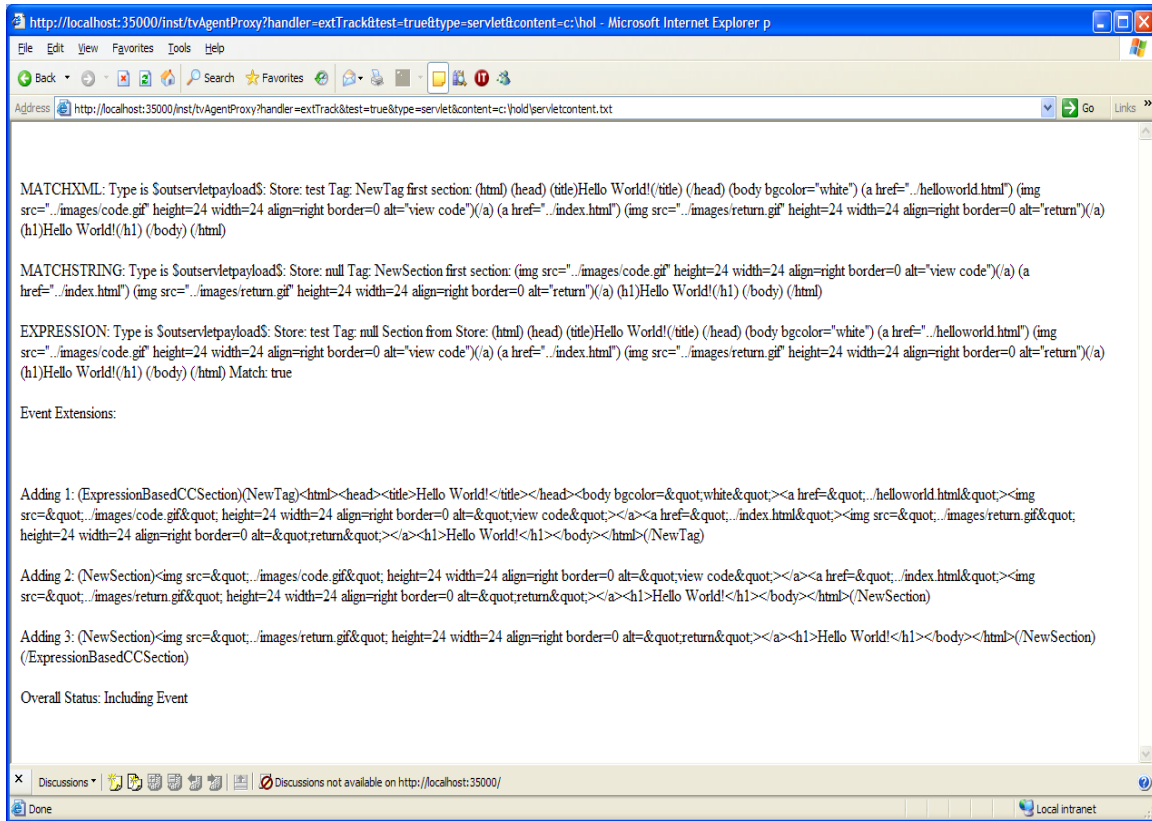 http://localhost:35000/inst/tvAgentProxy?handler=extTrack&test=true&type=servlet&content=c:\hol - Microsoft Internet Explorer p
File Edit View Favorites Tools Help
Back Search Favorites
Address http://localhost:35000/inst/tvAgentProxy?handler=extTrack&test=true&type=servlet&content=c:\hold\servletcontent.txt Go Links »
MATCHXML: Type is $outservletpayload$: Store: test Tag: NewTag first section: (html) (head) (title)Hello World!(/title) (/head) (body bgcolor="white") (a href="../helloworld.html") (img
src="../images/code.gif" height=24 width=24 align=right border=0 alt="view code")(/a) (a href="../index.html") (img src="../images/return.gif" height=24 width=24 align=right border=0 alt="return")(/a)
(h1)Hello World!(/h1) (/body) (/html)
MATCHSTRING: Type is $outservletpayload$: Store: null Tag: NewSection first section: (img src="../images/code.gif" height=24 width=24 align=right border=0 alt="view code")(/a) (a
href="../index.html") (img src="../images/return.gif" height=24 width=24 align=right border=0 alt="return")(/a) (h1)Hello World!(/h1) (/body) (/html)
EXPRESSION: Type is $outservletpayload$: Store: test Tag: null Section from Store: (html) (head) (title)Hello World!(/title) (/head) (body bgcolor="white") (a href="../helloworld.html") (img
src="../images/code.gif" height=24 width=24 align=right border=0 alt="view code")(/a) (a href="../index.html") (img src="../images/return.gif" height=24 width=24 align=right border=0 alt="return")(/a)
(h1)Hello World!(/h1) (/body) (/html) Match: true
Event Extensions:
Adding 1: (ExpressionBasedCCSection)(NewTag)<html><head><title>Hello World!</title></head><body bgcolor=&quot;white&quot;><a href=&quot;../helloworld.html&quot;><img
src=&quot;../images/code.gif&quot; height=24 width=24 align=right border=0 alt=&quot;view code&quot;></a><a href=&quot;../index.html&quot;><img src=&quot;../images/return.gif&quot;
height=24 width=24 align=right border=0 alt=&quot;return&quot;></a><h1>Hello World!</h1></body></html>(/NewTag)
Adding 2: (NewSection)<img src=&quot;../images/code.gif&quot; height=24 width=24 align=right border=0 alt=&quot;view code&quot;></a><a href=&quot;../index.html&quot;><img
src=&quot;../images/return.gif&quot; height=24 width=24 align=right border=0 alt=&quot;return&quot;></a><h1>Hello World!</h1></body></html>(/NewSection)
Adding 3: (NewSection)<img src=&quot;../images/return.gif&quot; height=24 width=24 align=right border=0 alt=&quot;return&quot;></a><h1>Hello World!</h1></body></html>(/NewSection)
(/ExpressionBasedCCSection)
Overall Status: Including Event
Discussions Discussions not available on http://localhost:35000/
Done Local intranet